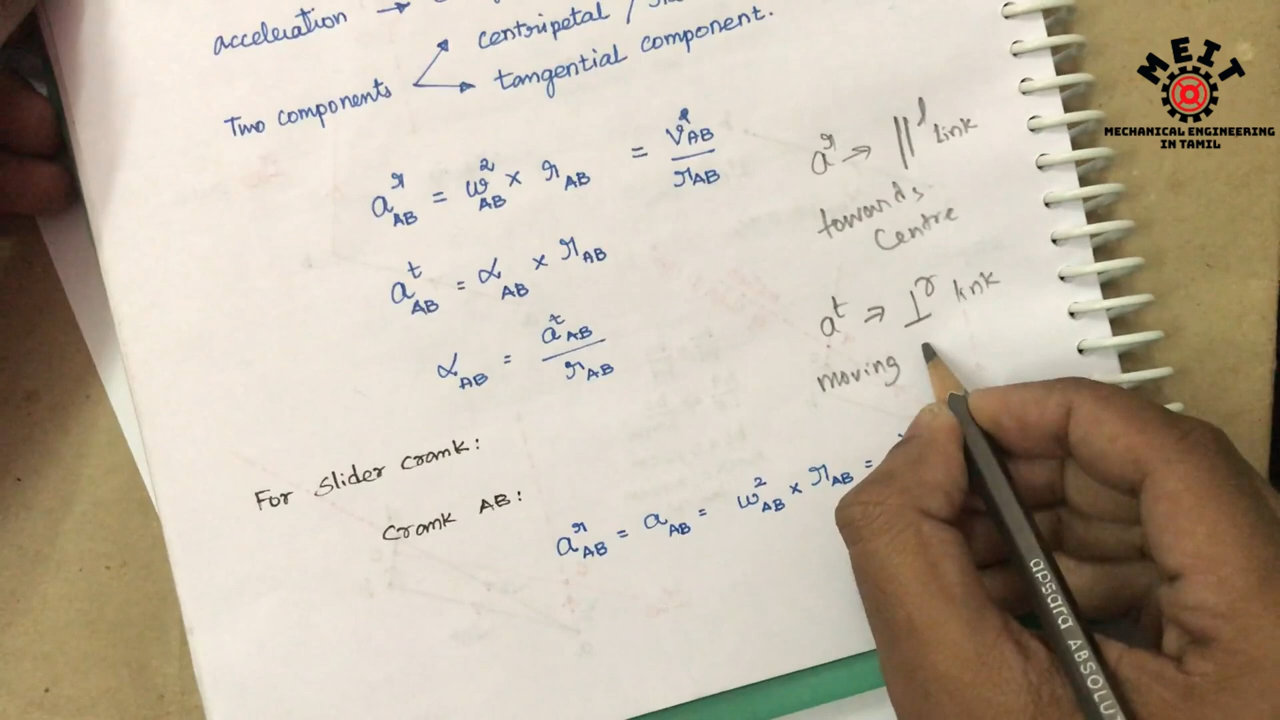 acceleration →
Two components
centripetal /
tangential component.
a^r_AB = ω²_AB × r_AB = V²_AB / r_AB
a^t_AB = α_AB × r_AB
α_AB = a^t_AB / r_AB
For slider crank:
Crank AB:
a^r_AB = a_AB = ω²_AB × r_AB =
a^r → ||^l link
towards
Centre
a^t ⇒ ⊥^r link
moving
MEIT
MECHANICAL ENGINEERING
IN TAMIL
apsara ABSOLUT